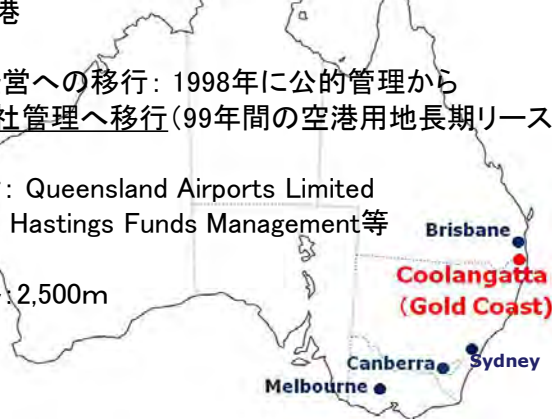 港
営への移行：1998年に公的管理から
社管理へ移行（99年間の空港用地長期リース
：Queensland Airports Limited
Hastings Funds Management等
：2,500m
Brisbane
Coolangatta
(Gold Coast)
Sydney
Canberra
Melbourne